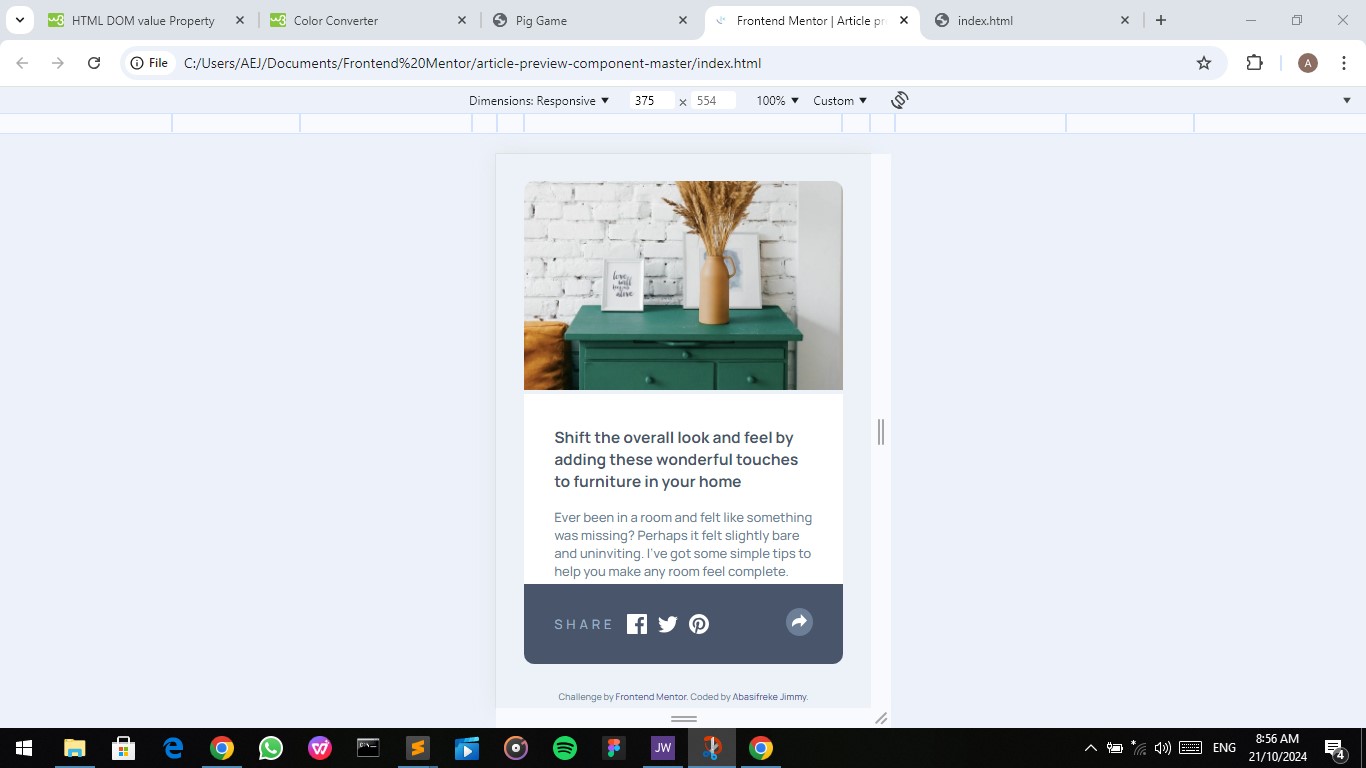 HTML DOM value Property
Color Converter
Pig Game
Frontend Mentor | Article pr
index.html
File
C:/Users/AEJ/Documents/Frontend%20Mentor/article-preview-component-master/index.html
A
Dimensions: Responsive
375 × 554
100%
Custom
love
will
alive
Shift the overall look and feel by
adding these wonderful touches
to furniture in your home
Ever been in a room and felt like something
was missing? Perhaps it felt slightly bare
and uninviting. I've got some simple tips to
help you make any room feel complete.
SHARE
Challenge by Frontend Mentor. Coded by Abasifreke Jimmy.
JW
ENG
8:56 AM
21/10/2024
4